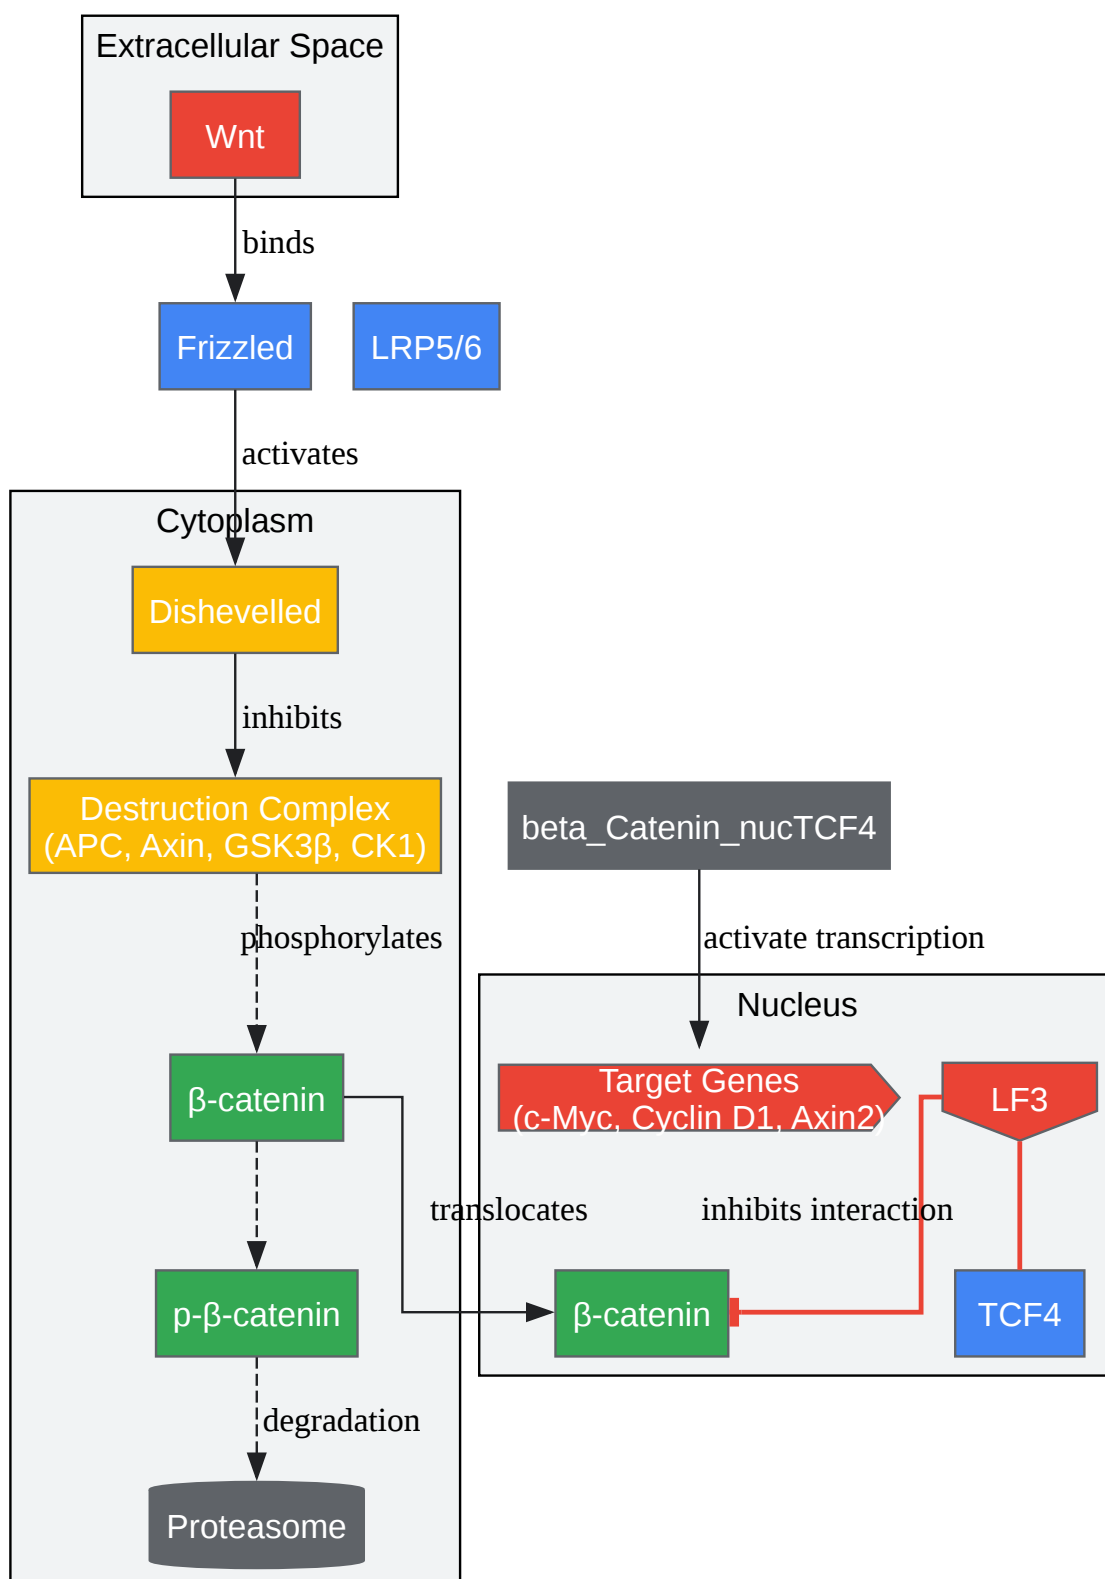 Extracellular Space
Wnt
binds
Frizzled
LRP5/6
activates
Cytoplasm
Dishevelled
inhibits
Destruction Complex
(APC, Axin, GSK3β, CK1)
beta_Catenin_nucTCF4
phosphorylates
activate transcription
Nucleus
Target Genes
(c-Myc, Cyclin D1, Axin2)
LF3
β-catenin
translocates
inhibits interaction
p-β-catenin
β-catenin
TCF4
degradation
Proteasome